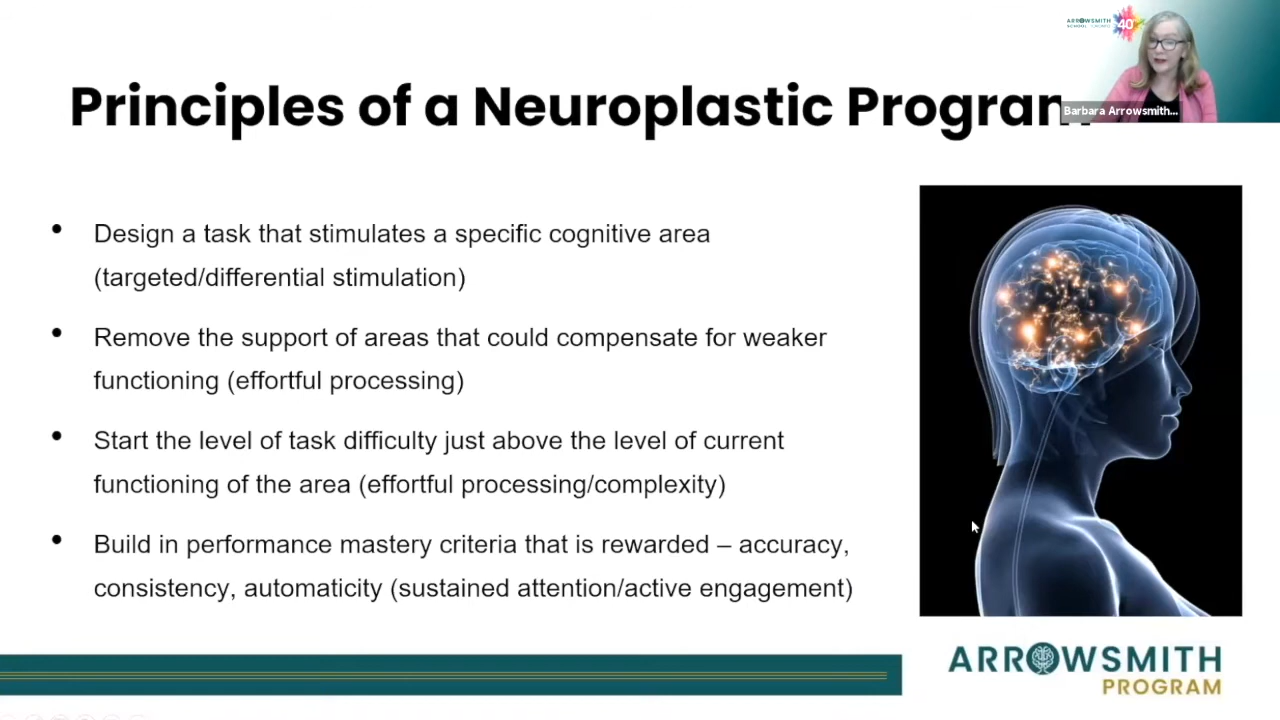 ARROWSMITH
40
Principles of a Neuroplastic Program
Barbara Arrowsmith...
• Design a task that stimulates a specific cognitive area
(targeted/differential stimulation)
• Remove the support of areas that could compensate for weaker
functioning (effortful processing)
• Start the level of task difficulty just above the level of current
functioning of the area (effortful processing/complexity)
• Build in performance mastery criteria that is rewarded – accuracy,
consistency, automaticity (sustained attention/active engagement)
ARROWSMITH
PROGRAM